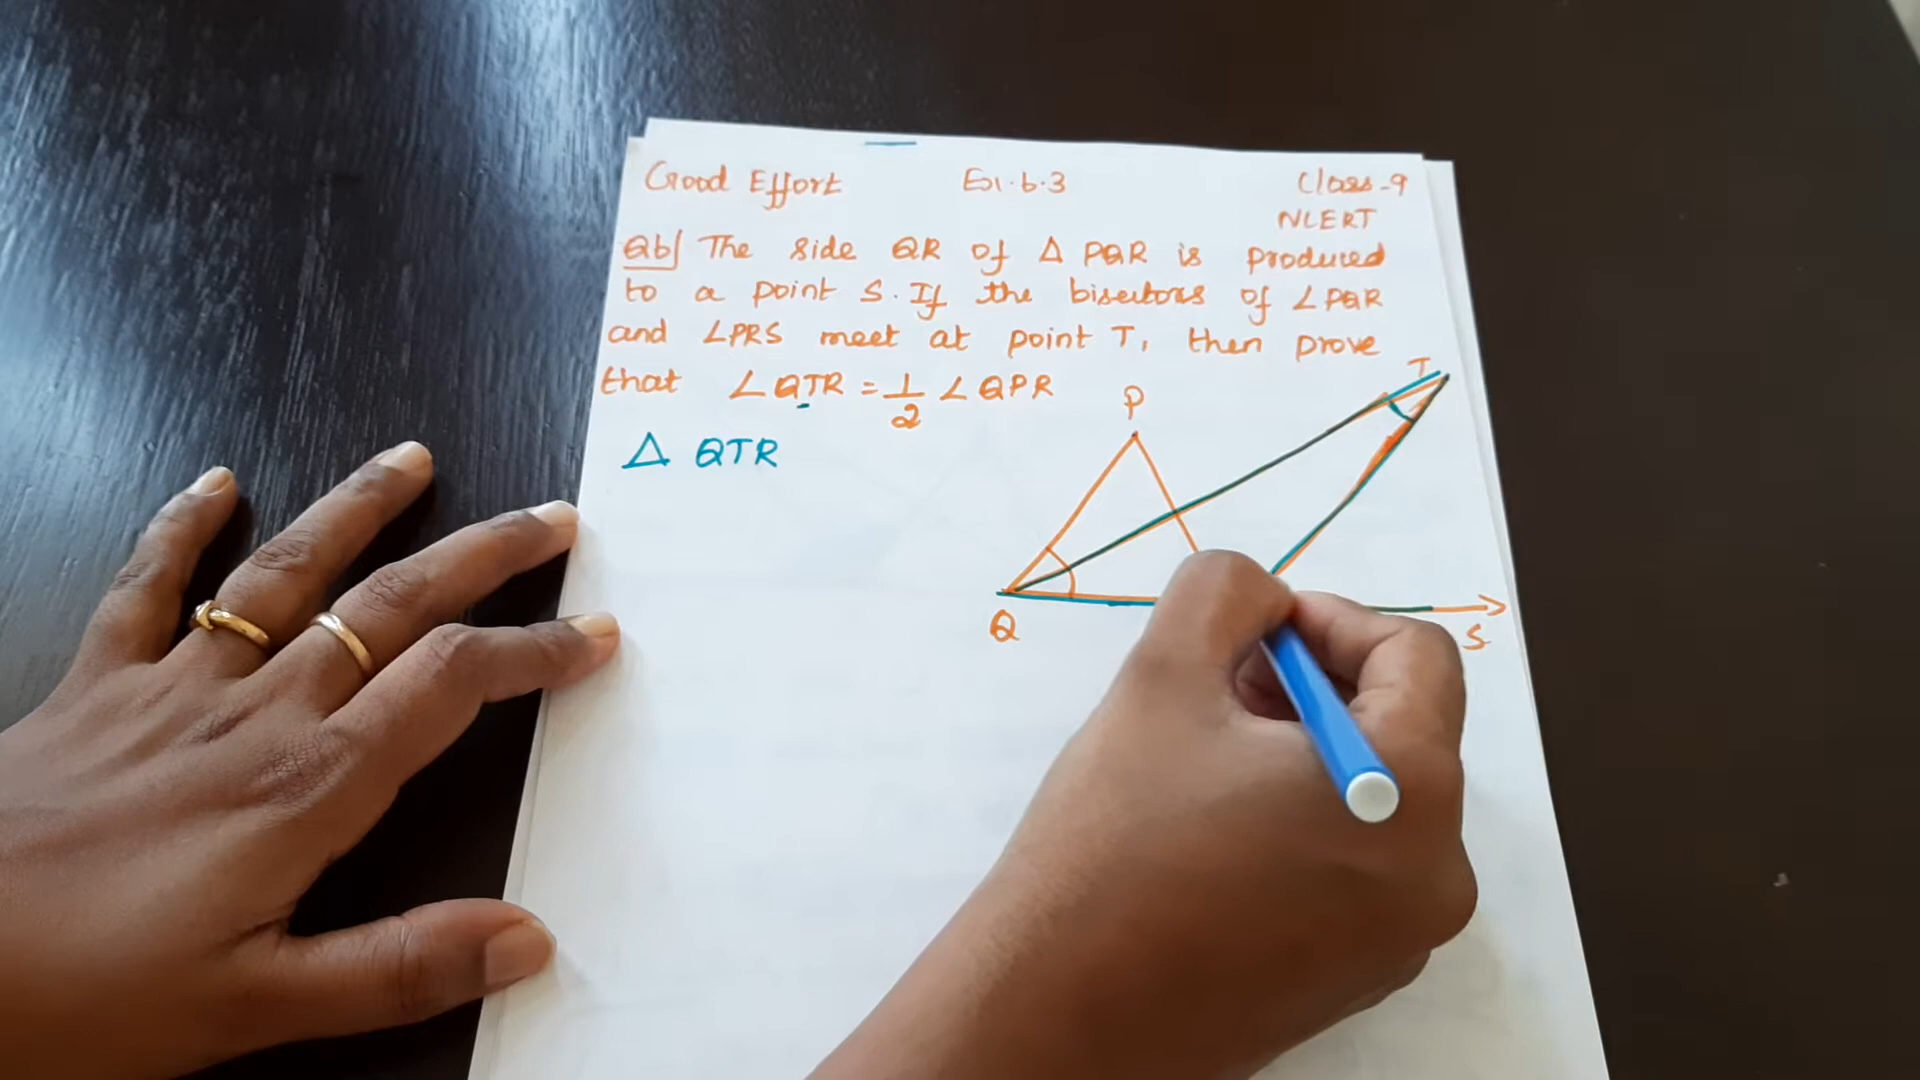 Good Effort Ex.6.3 Class-9
NCERT
Q6) The side QR of Δ PQR is produced
to a point S. If the bisectors of ∠PQR
and ∠PRS meet at point T, then prove
that ∠QTR = 1/2 ∠QPR
Δ QTR
T
P
Q
S